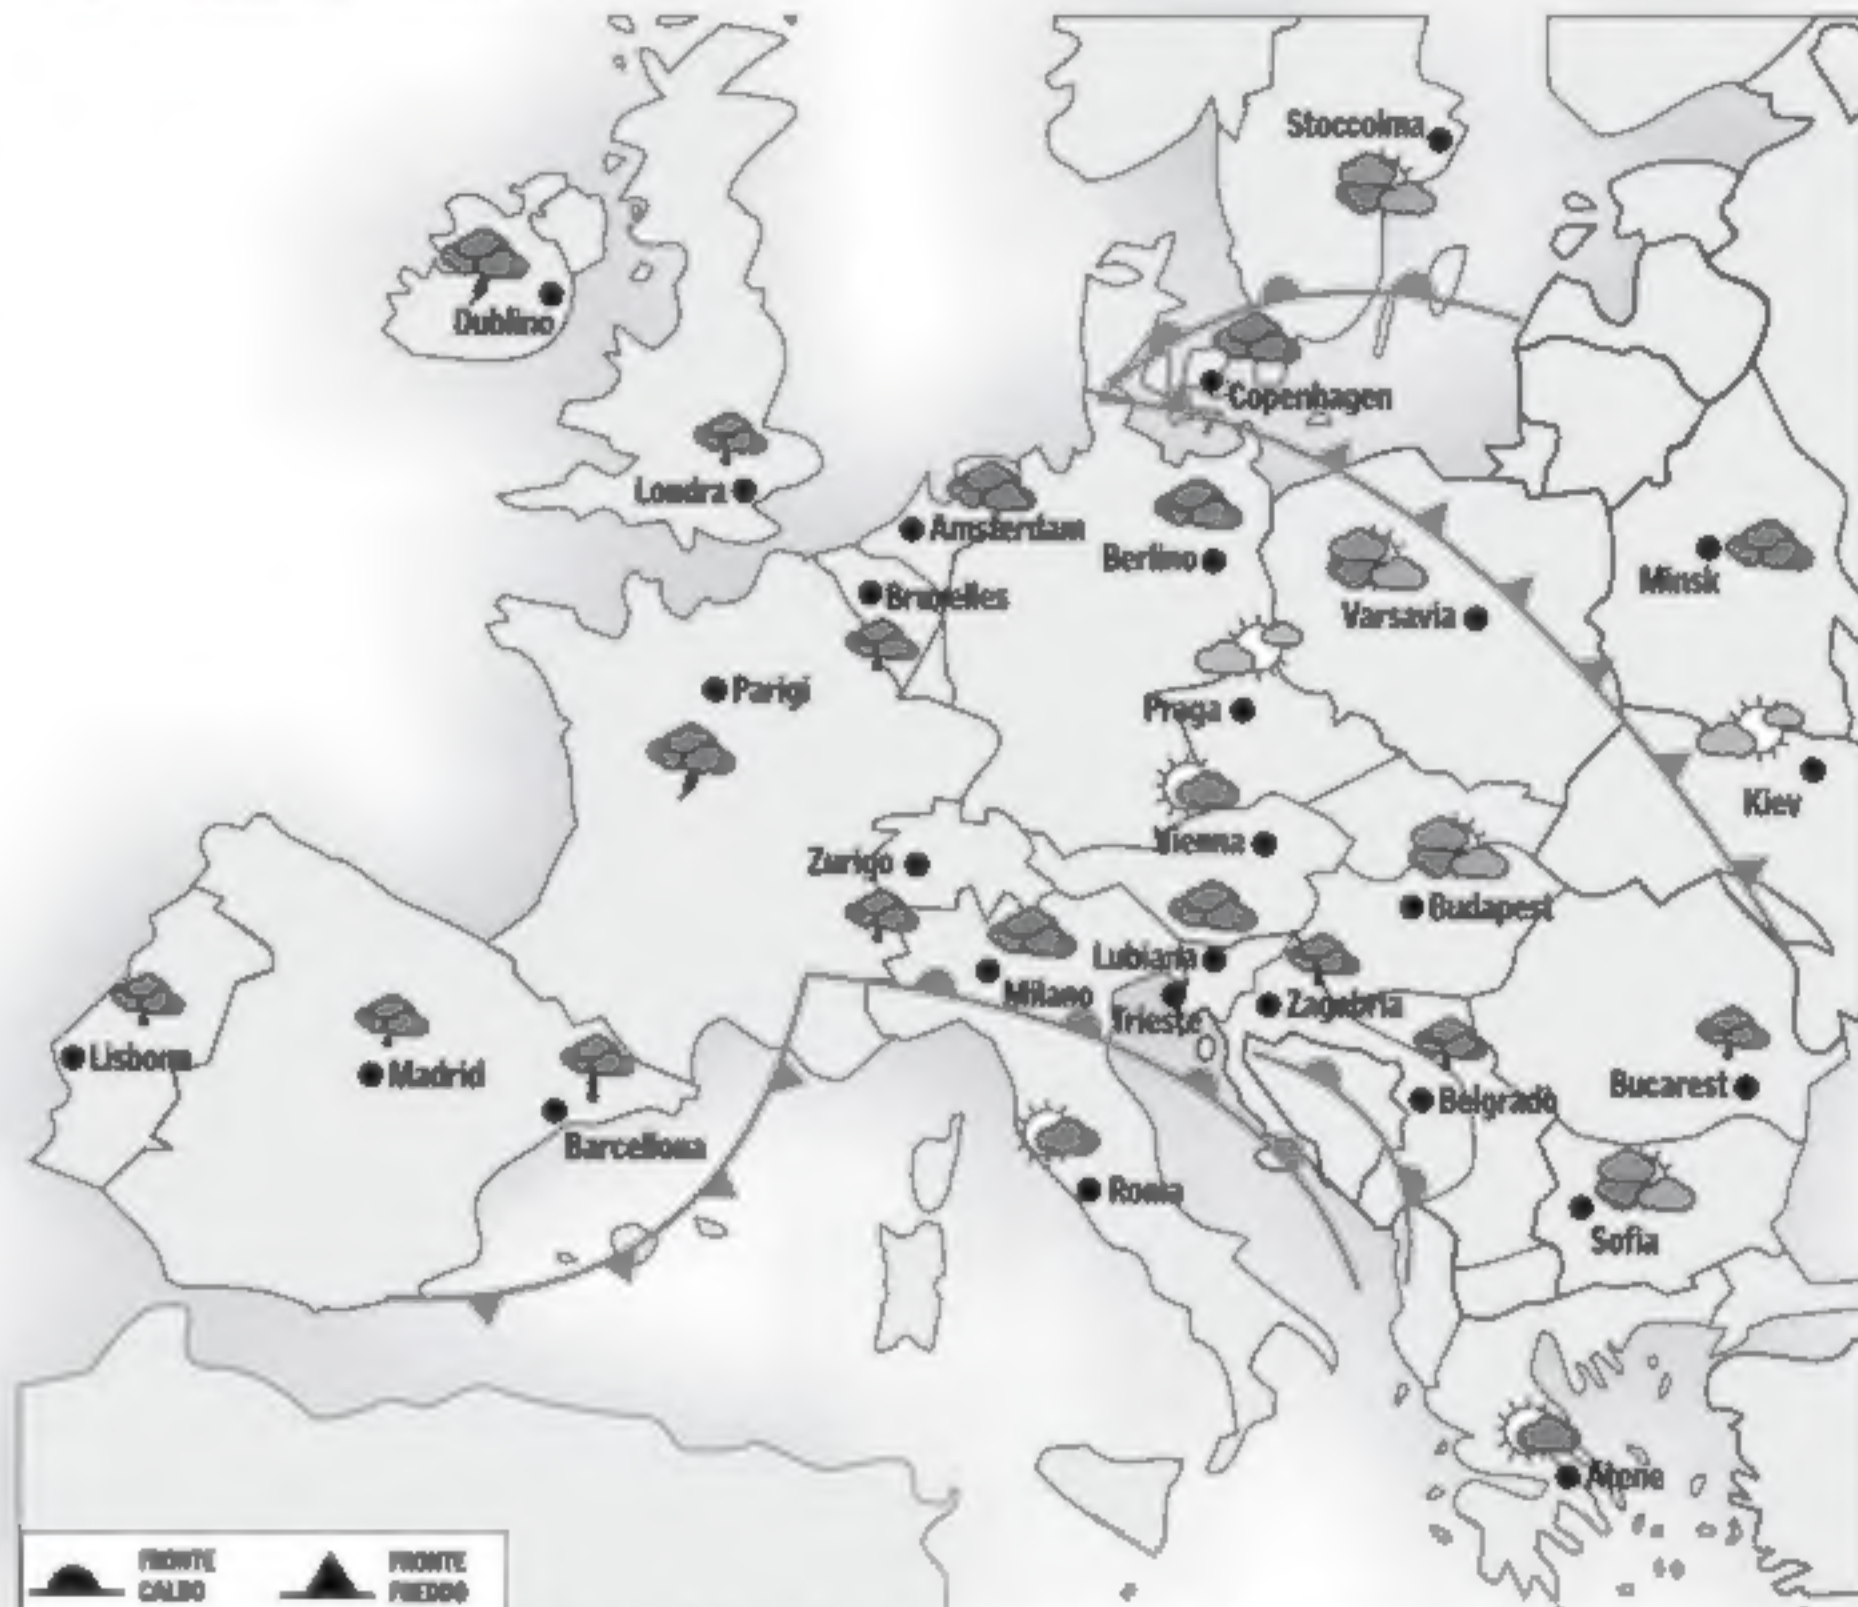 Stoccolma
Dublino
Copenhagen
Londra
Amsterdam
Berlino
Minsk
Bruxelles
Varsavia
Parigi
Praga
Kiev
Vienna
Zurigo
Budapest
Lubiana
Milano
Zagabria
Trieste
Lisbona
Madrid
Belgrado
Bucarest
Barcellona
Roma
Sofia
Atene
FRONTE
CALDO
FRONTE
FREDDO